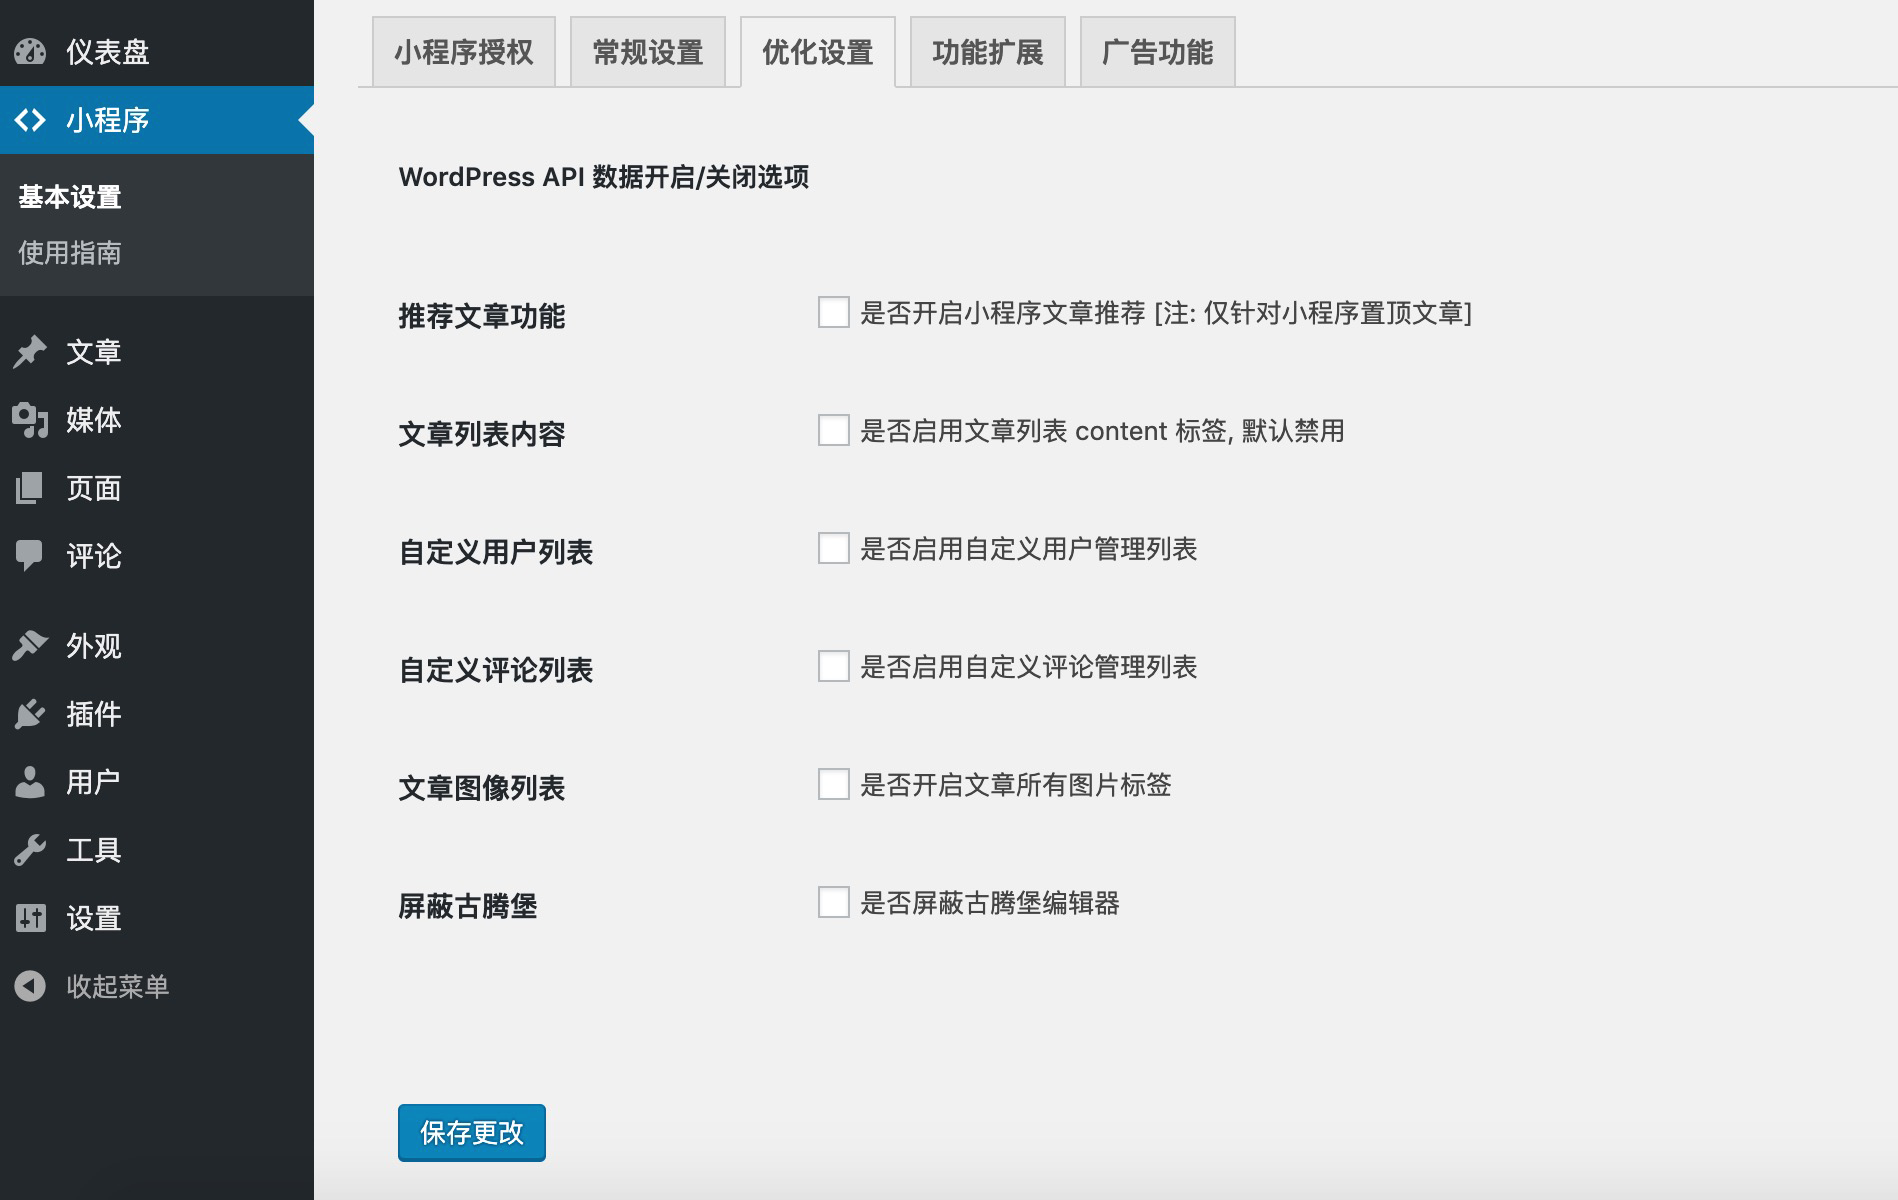 仪表盘
小程序
基本设置
使用指南
文章
媒体
页面
评论
外观
插件
用户
工具
设置
收起菜单
小程序授权
常规设置
优化设置
功能扩展
广告功能
WordPress API 数据开启/关闭选项
推荐文章功能
是否开启小程序文章推荐 [注: 仅针对小程序置顶文章]
文章列表内容
是否启用文章列表 content 标签, 默认禁用
自定义用户列表
是否启用自定义用户管理列表
自定义评论列表
是否启用自定义评论管理列表
文章图像列表
是否开启文章所有图片标签
屏蔽古腾堡
是否屏蔽古腾堡编辑器
保存更改